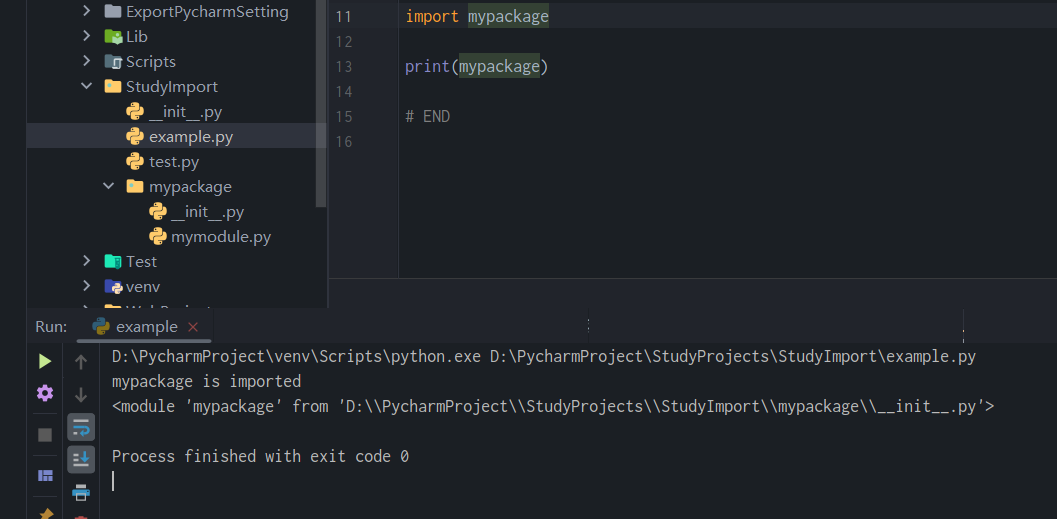 ExportPycharmSetting
Lib
Scripts
StudyImport
__init__.py
example.py
test.py
mypackage
__init__.py
mymodule.py
Test
venv
11 import mypackage
12
13 print(mypackage)
14
15 # END
16
Run: example
D:\PycharmProject\venv\Scripts\python.exe D:\PycharmProject\StudyProjects\StudyImport\example.py
mypackage is imported
<module 'mypackage' from 'D:\\PycharmProject\\StudyProjects\\StudyImport\\mypackage\\__init__.py'>
Process finished with exit code 0